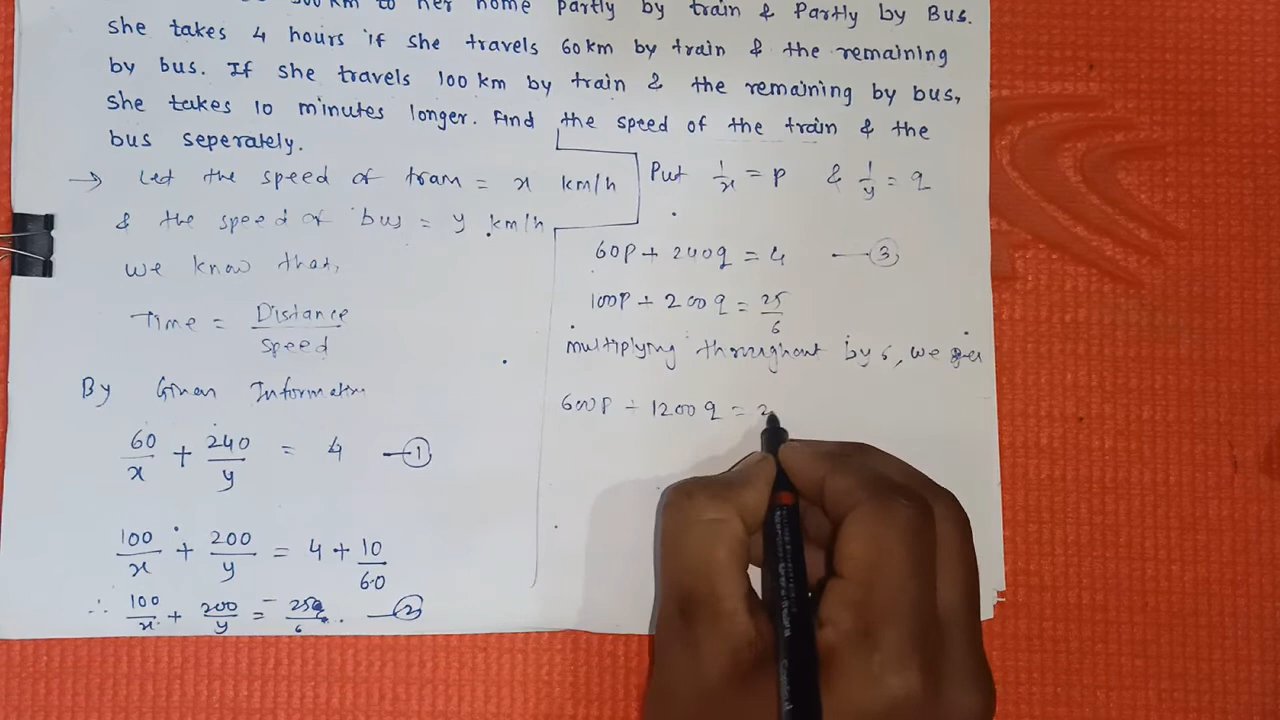 300 km to her home partly by train & Partly by Bus.
She takes 4 hours if she travels 60 km by train & the remaining
by bus. If she travels 100 km by train & the remaining by bus,
she takes 10 minutes longer. Find the speed of the train & the
bus seperately.
→ Let the speed of train = x km/h
& the speed of bus = y km/h
we know that,
Time = Distance / Speed
By Given Information
60/x + 240/y = 4 —①
100/x + 200/y = 4 + 10/60
∴ 100/x + 200/y = 25/6 —②
Put 1/x = p & 1/y = q
60p + 240q = 4 —③
100p + 200q = 25/6
multiplying throughout by 6, we get
600p + 1200q = 2